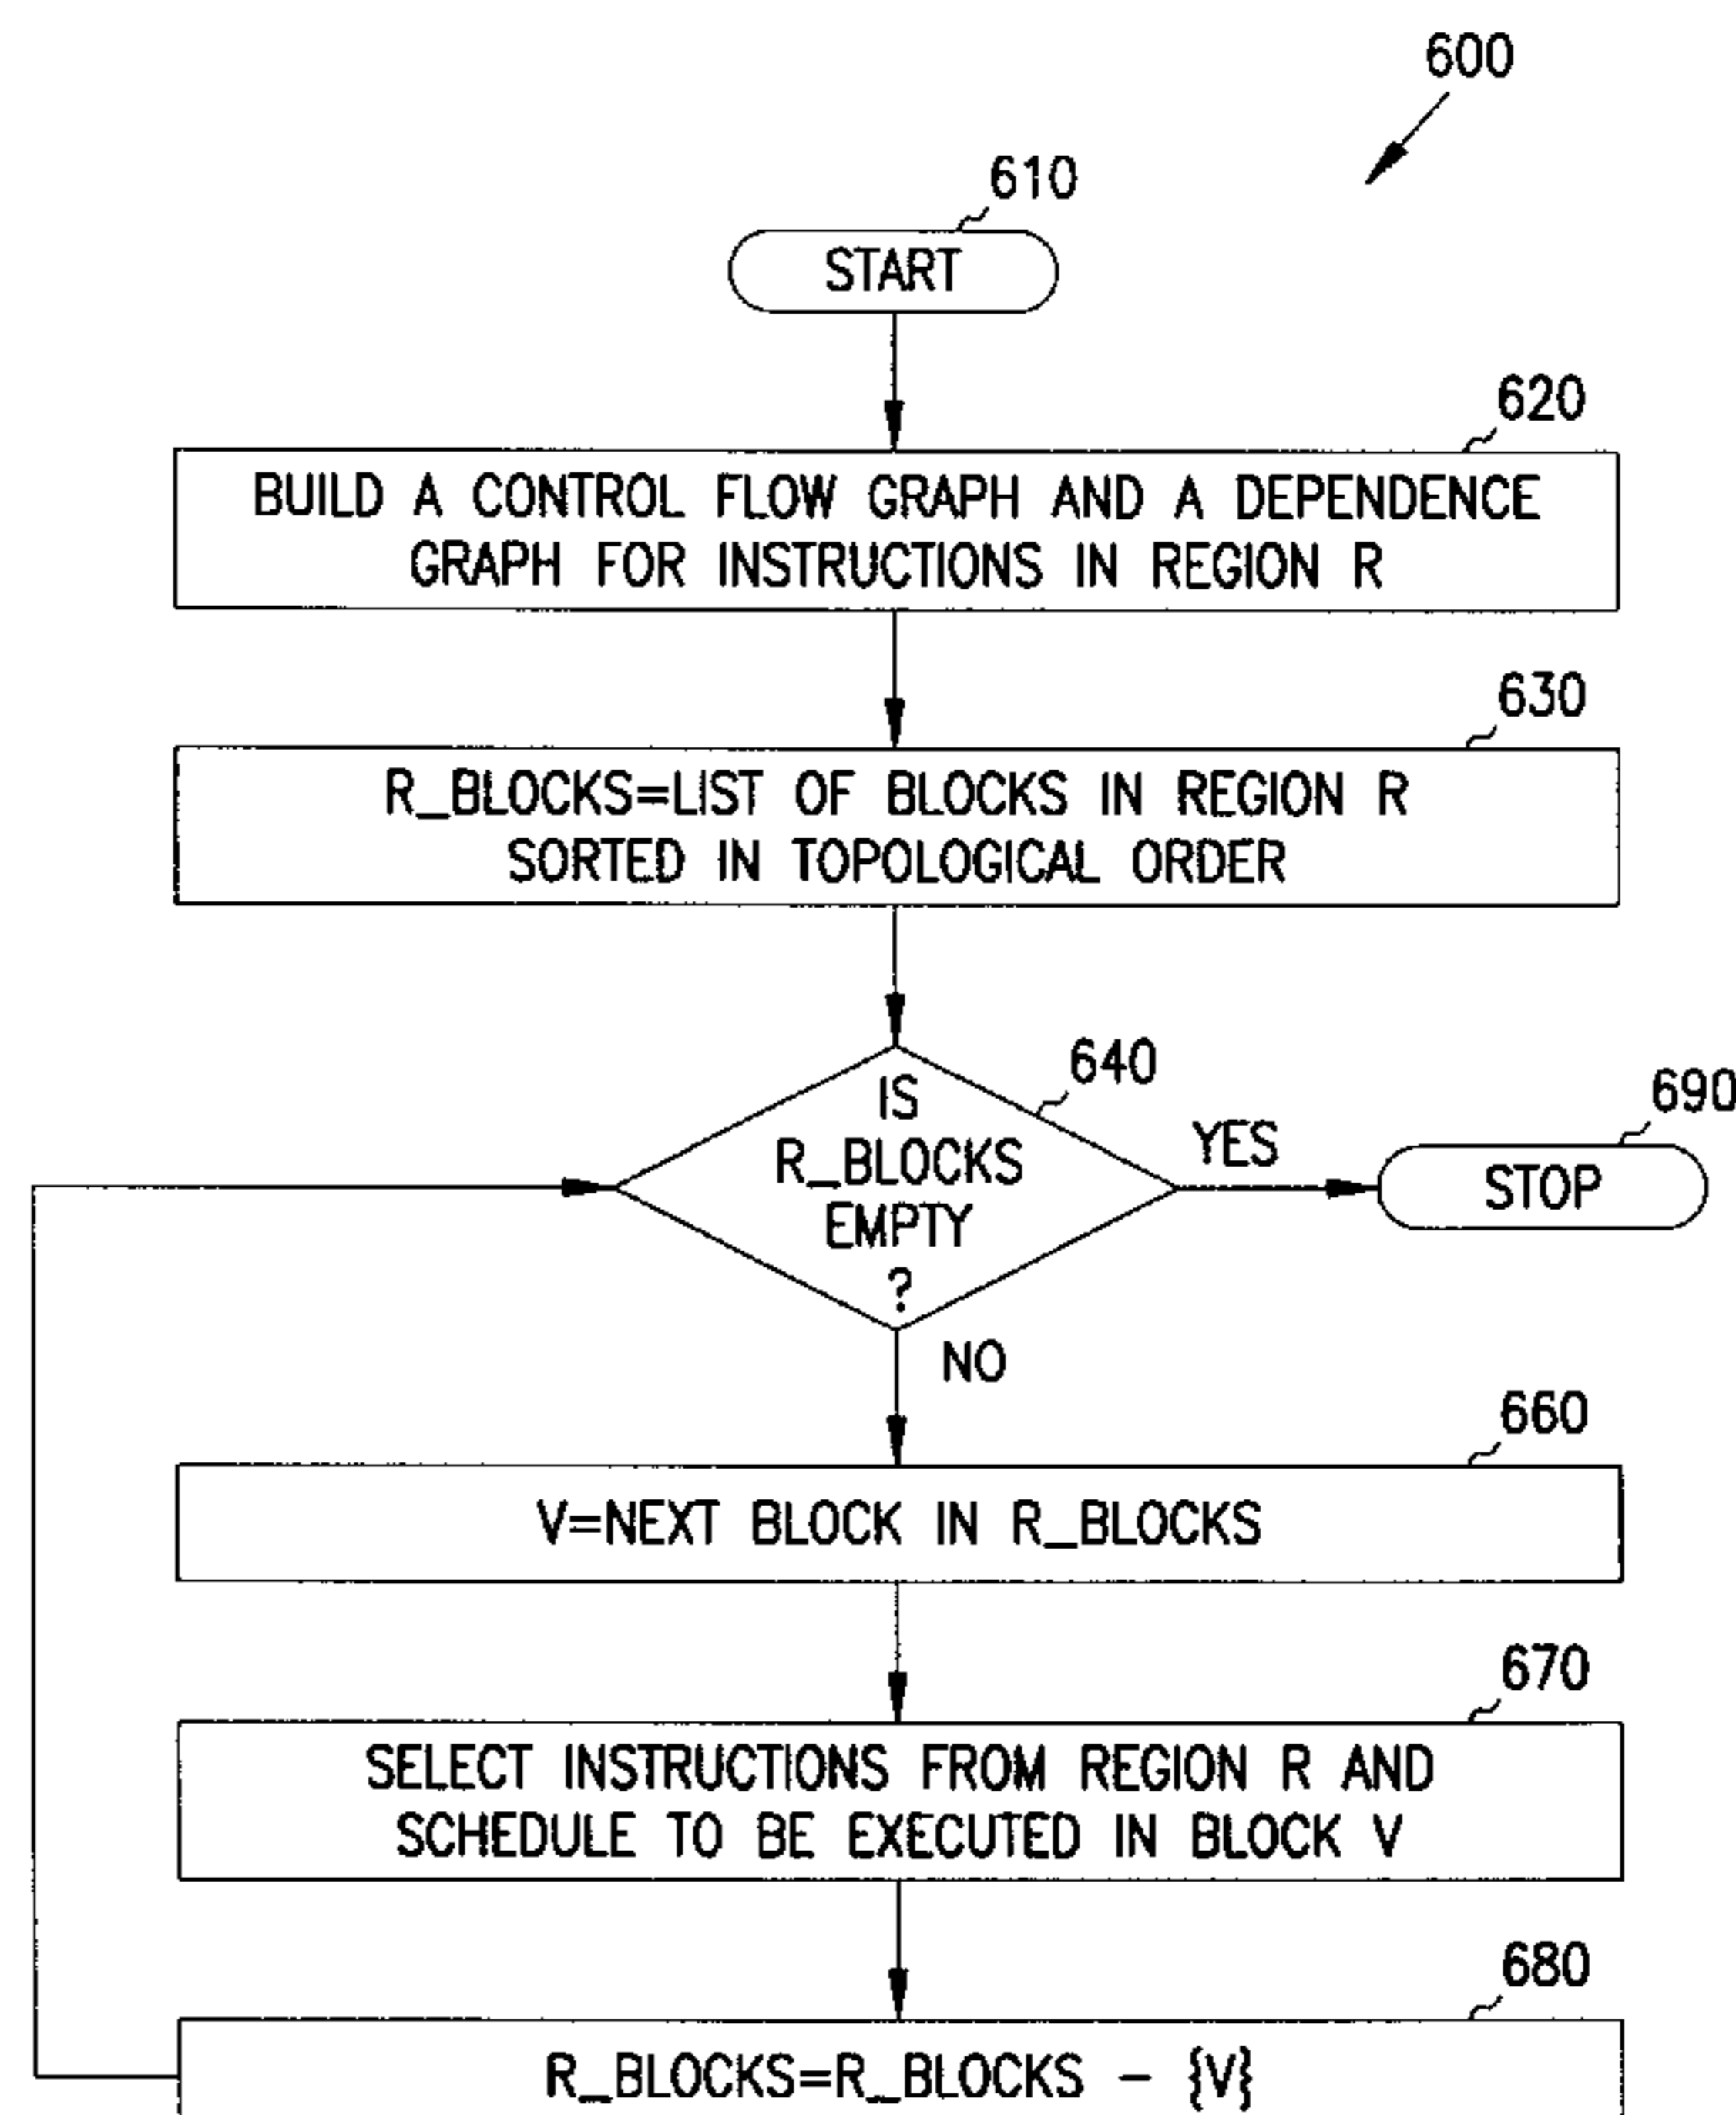 600
610
START
620
BUILD A CONTROL FLOW GRAPH AND A DEPENDENCE
GRAPH FOR INSTRUCTIONS IN REGION R
630
R_BLOCKS=LIST OF BLOCKS IN REGION R
SORTED IN TOPOLOGICAL ORDER
640
IS
R_BLOCKS
EMPTY
?
YES
690
STOP
NO
660
V=NEXT BLOCK IN R_BLOCKS
670
SELECT INSTRUCTIONS FROM REGION R AND
SCHEDULE TO BE EXECUTED IN BLOCK V
680
R_BLOCKS=R_BLOCKS - {V}